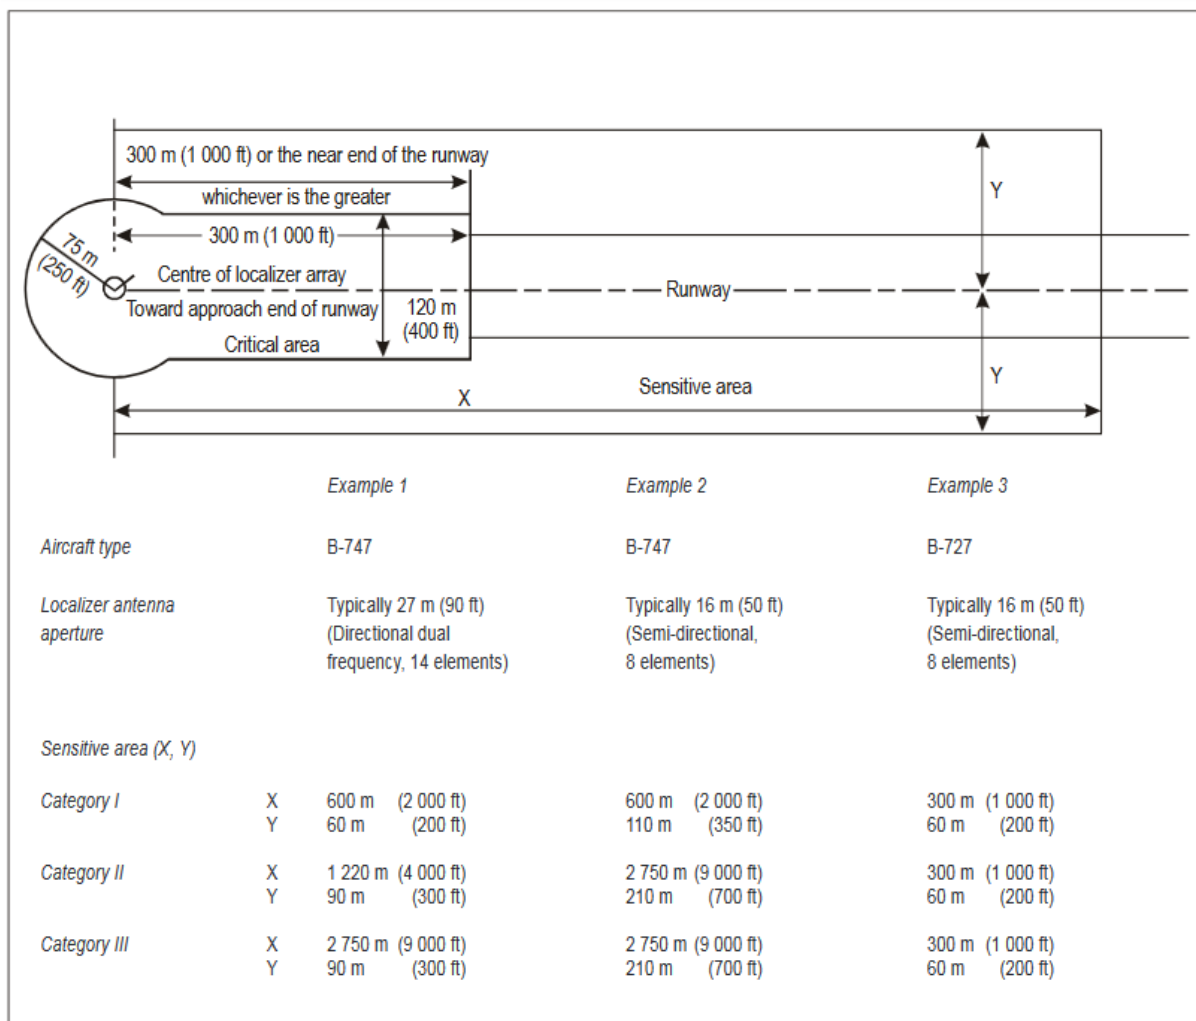 300 m (1 000 ft) or the near end of the runway
whichever is the greater
Y
300 m (1 000 ft)
75 m
(250 ft)
Centre of localizer array
Runway
Toward approach end of runway
120 m
(400 ft)
Critical area
Y
Sensitive area
X
Example 1 Example 2 Example 3
Aircraft type B-747 B-747 B-727
Localizer antenna Typically 27 m (90 ft) Typically 16 m (50 ft) Typically 16 m (50 ft)
aperture (Directional dual (Semi-directional, (Semi-directional,
frequency, 14 elements) 8 elements) 8 elements)
Sensitive area (X, Y)
Category I X 600 m (2 000 ft) 600 m (2 000 ft) 300 m (1 000 ft)
Y 60 m (200 ft) 110 m (350 ft) 60 m (200 ft)
Category II X 1 220 m (4 000 ft) 2 750 m (9 000 ft) 300 m (1 000 ft)
Y 90 m (300 ft) 210 m (700 ft) 60 m (200 ft)
Category III X 2 750 m (9 000 ft) 2 750 m (9 000 ft) 300 m (1 000 ft)
Y 90 m (300 ft) 210 m (700 ft) 60 m (200 ft)